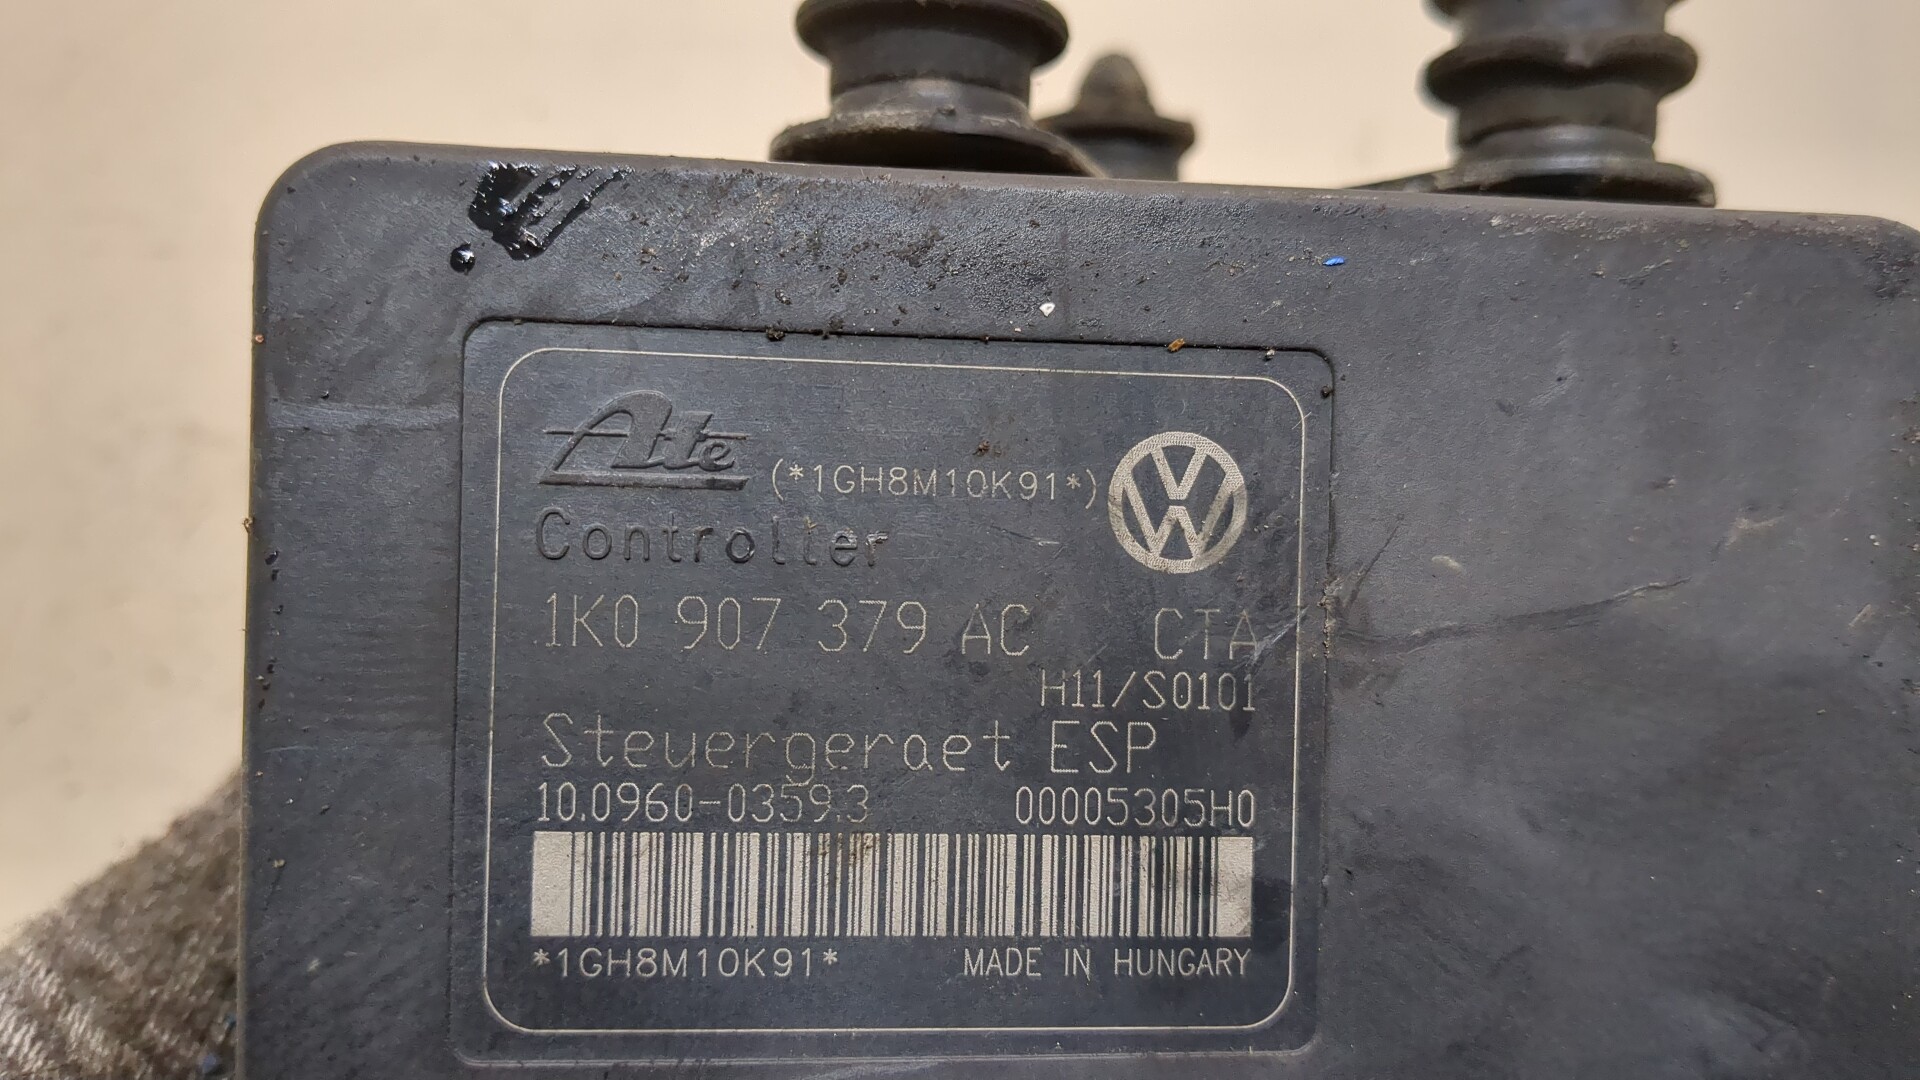 Ate (*1GH8M10K91*)
Controller
1K0 907 379 AC CTA
H11/S0101
Steuergeraet ESP
10.0960-0359.3 00005305H0
*1GH8M10K91* MADE IN HUNGARY